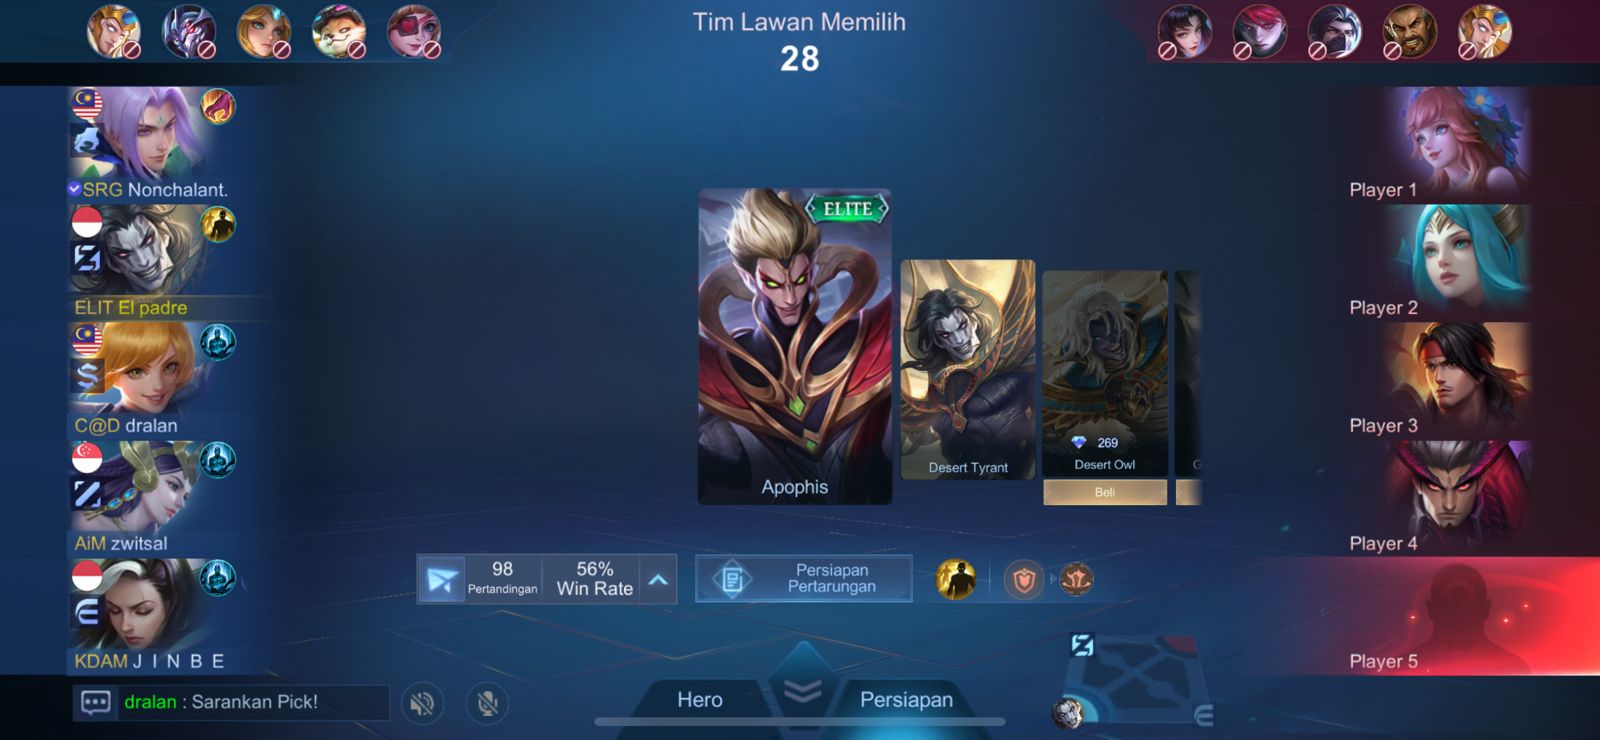 Tim Lawan Memilih
28
SRG Nonchalant.
ELIT El padre
C@D dralan
AiM zwitsal
KDAM J I N B E
dralan : Sarankan Pick!
ELITE
Apophis
Desert Tyrant
269
Desert Owl
Beli
G
98
Pertandingan
56%
Win Rate
Persiapan
Pertarungan
Hero
Persiapan
Player 1
Player 2
Player 3
Player 4
Player 5